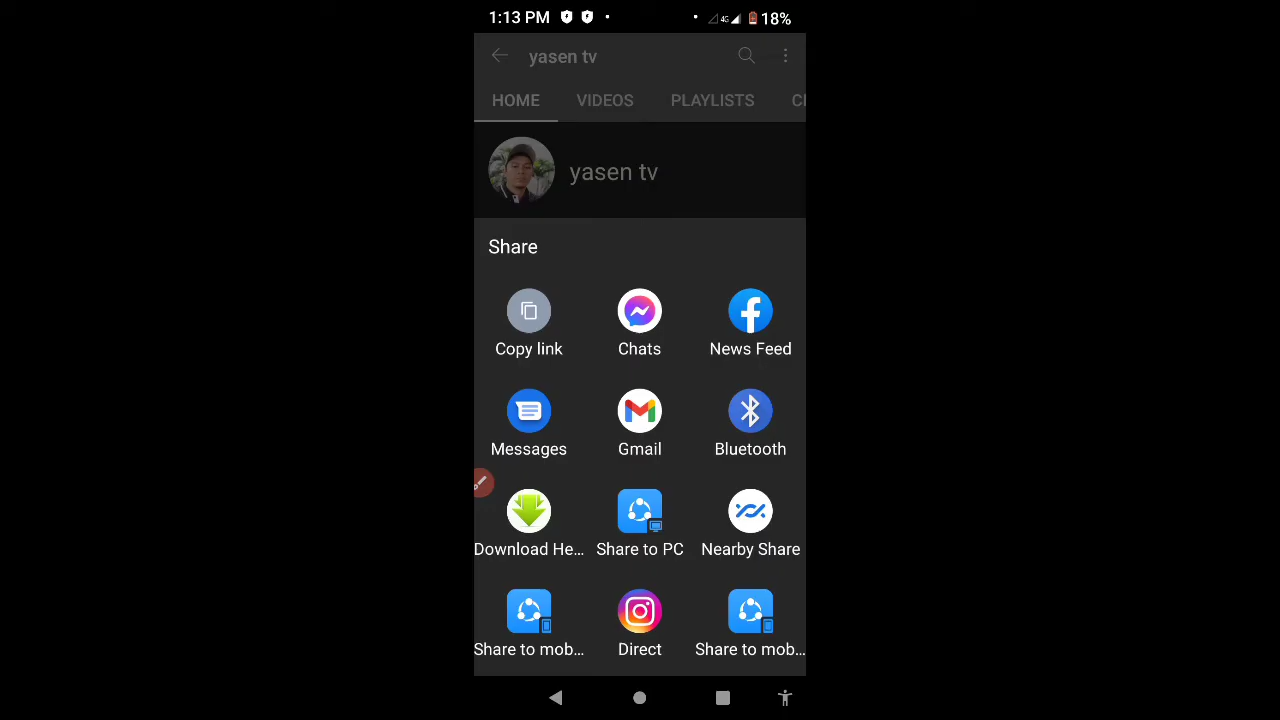 1:13 PM 4G 18%
yasen tv
HOME VIDEOS PLAYLISTS
yasen tv
Share
Copy link Chats News Feed
Messages Gmail Bluetooth
Download He... Share to PC Nearby Share
Share to mob... Direct Share to mob...